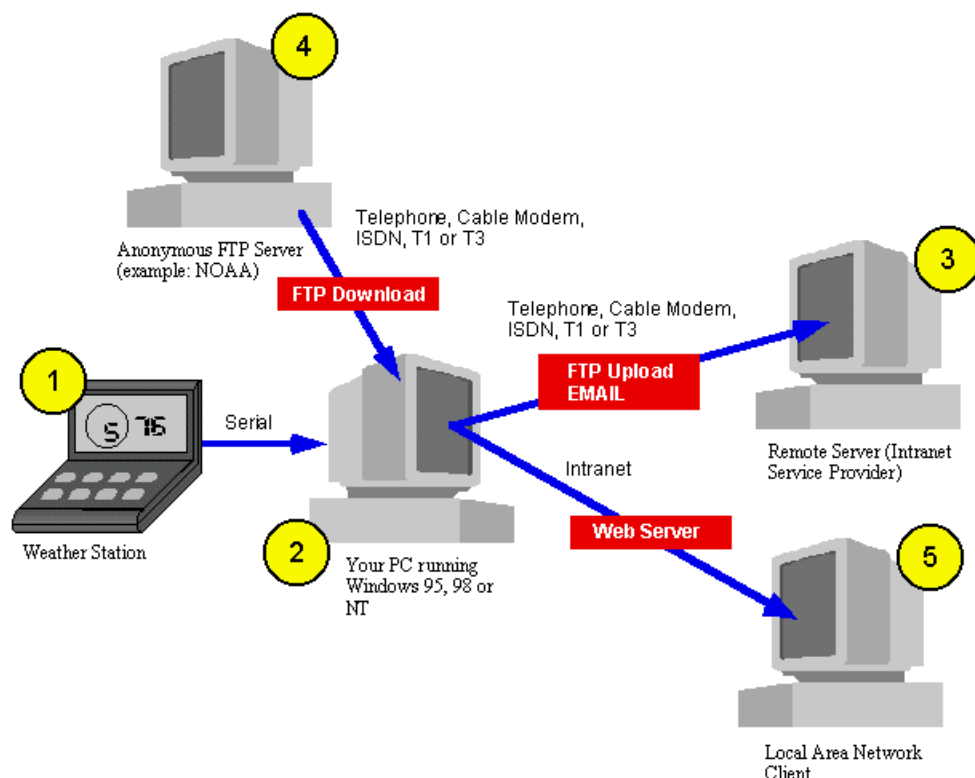 4
Telephone, Cable Modem,
ISDN, T1 or T3
Anonymous FTP Server
(example: NOAA)
FTP Download
3
Telephone, Cable Modem,
ISDN, T1 or T3
FTP Upload
EMAIL
Remote Server (Intranet
Service Provider)
1
5 76
Serial
Weather Station
2
Your PC running
Windows 95, 98 or
NT
Intranet
Web Server
5
Local Area Network
Client